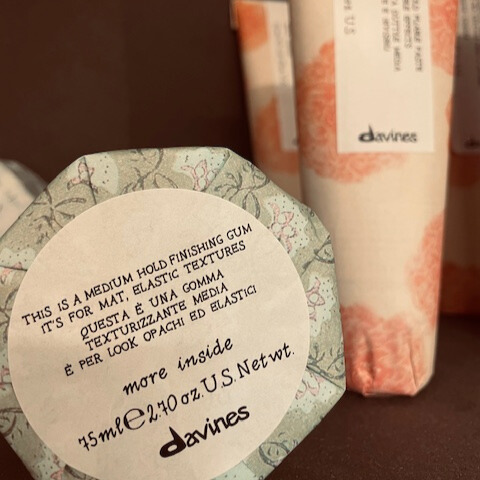 THIS IS A MEDIUM HOLD FINISHING GUM
IT'S FOR MAT, ELASTIC TEXTURES
QUESTA È UNA GOMMA
TEXTURIZZANTE MEDIA
È PER LOOK OPACHI ED ELASTICI
more inside
75ml e 2.70 oz.U.S.Net wt.
davines
davines